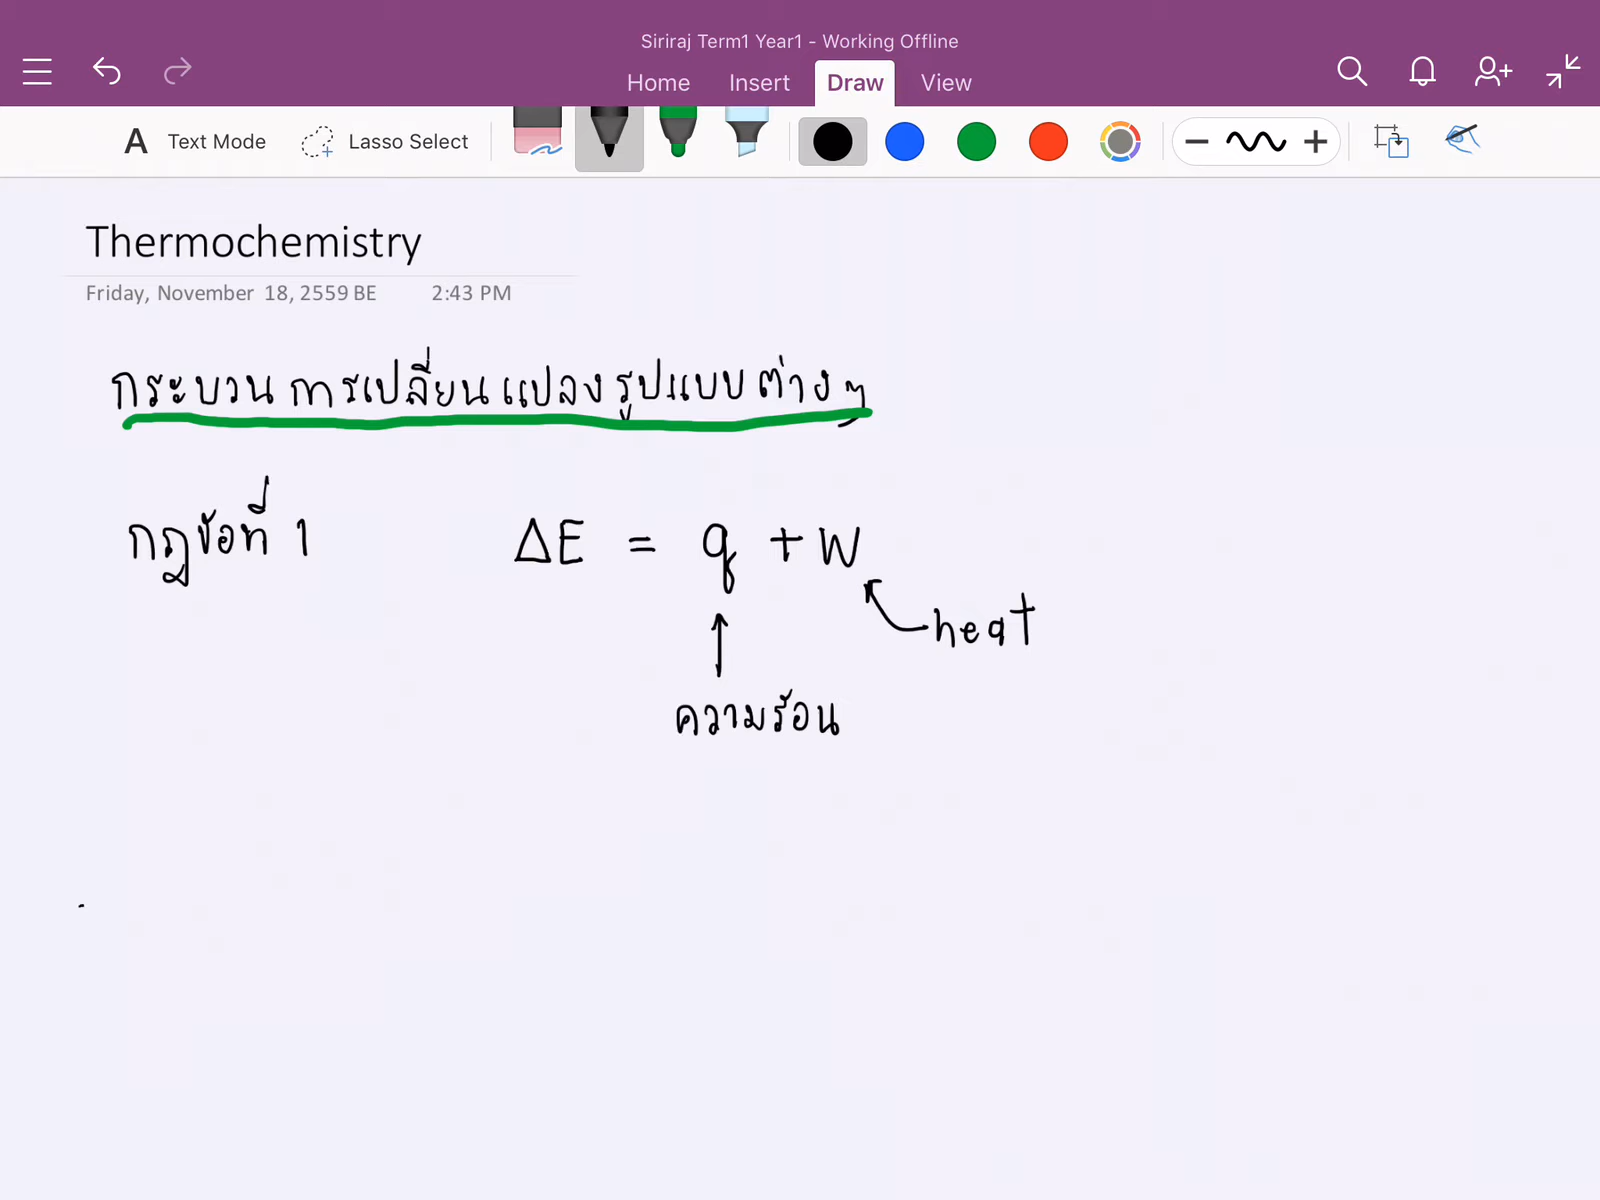 Siriraj Term1 Year1 - Working Offline
Home Insert Draw View
A Text Mode Lasso Select
Thermochemistry
Friday, November 18, 2559 BE 2:43 PM
กระบวนการเปลี่ยนแปลงรูปแบบต่างๆ
กฎข้อที่ 1 ΔE = q + W
heat
ความร้อน